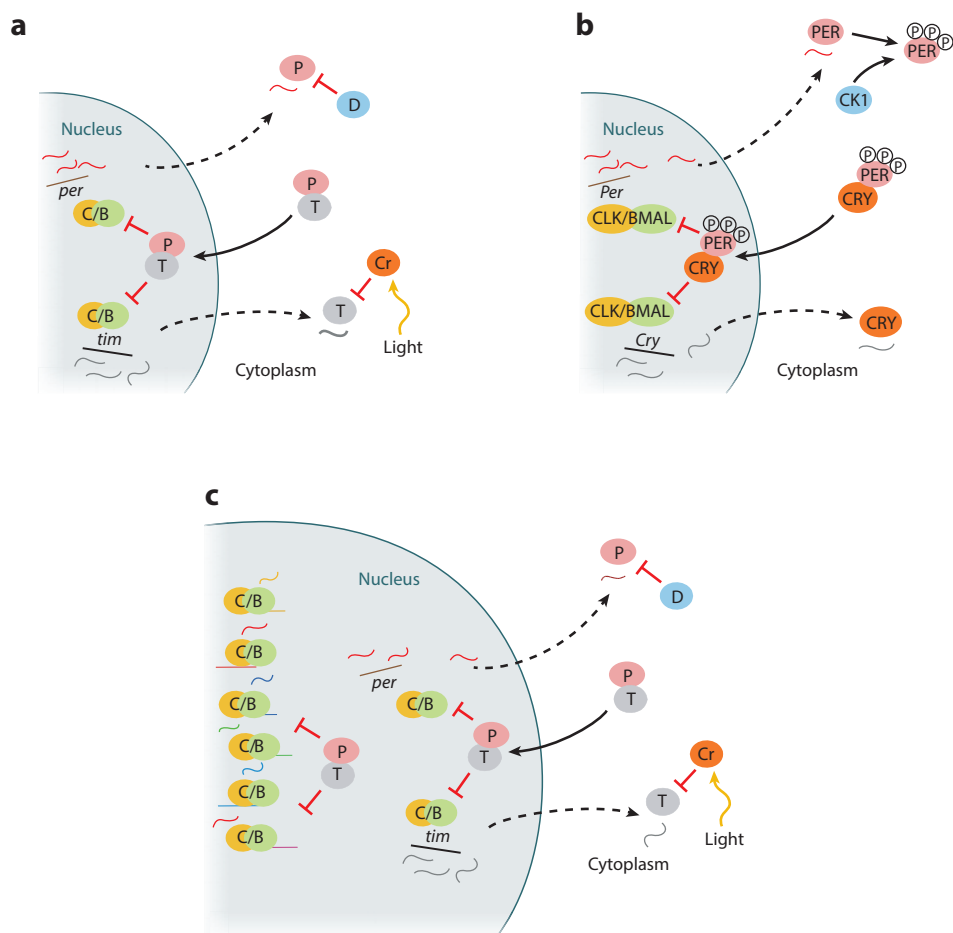 a
P
D
Nucleus
per
C/B
P
T
P
T
Cr
C/B
T
tim
Cytoplasm
Light
b
PER
P P P
PER
CK1
Nucleus
Per
P P P
PER
CRY
CLK/BMAL
P P P
PER
CRY
CLK/BMAL
Cry
CRY
Cytoplasm
c
P
Nucleus
D
C/B
C/B
per
P
T
C/B
C/B
P
T
C/B
P
T
Cr
C/B
C/B
T
C/B
tim
Light
Cytoplasm